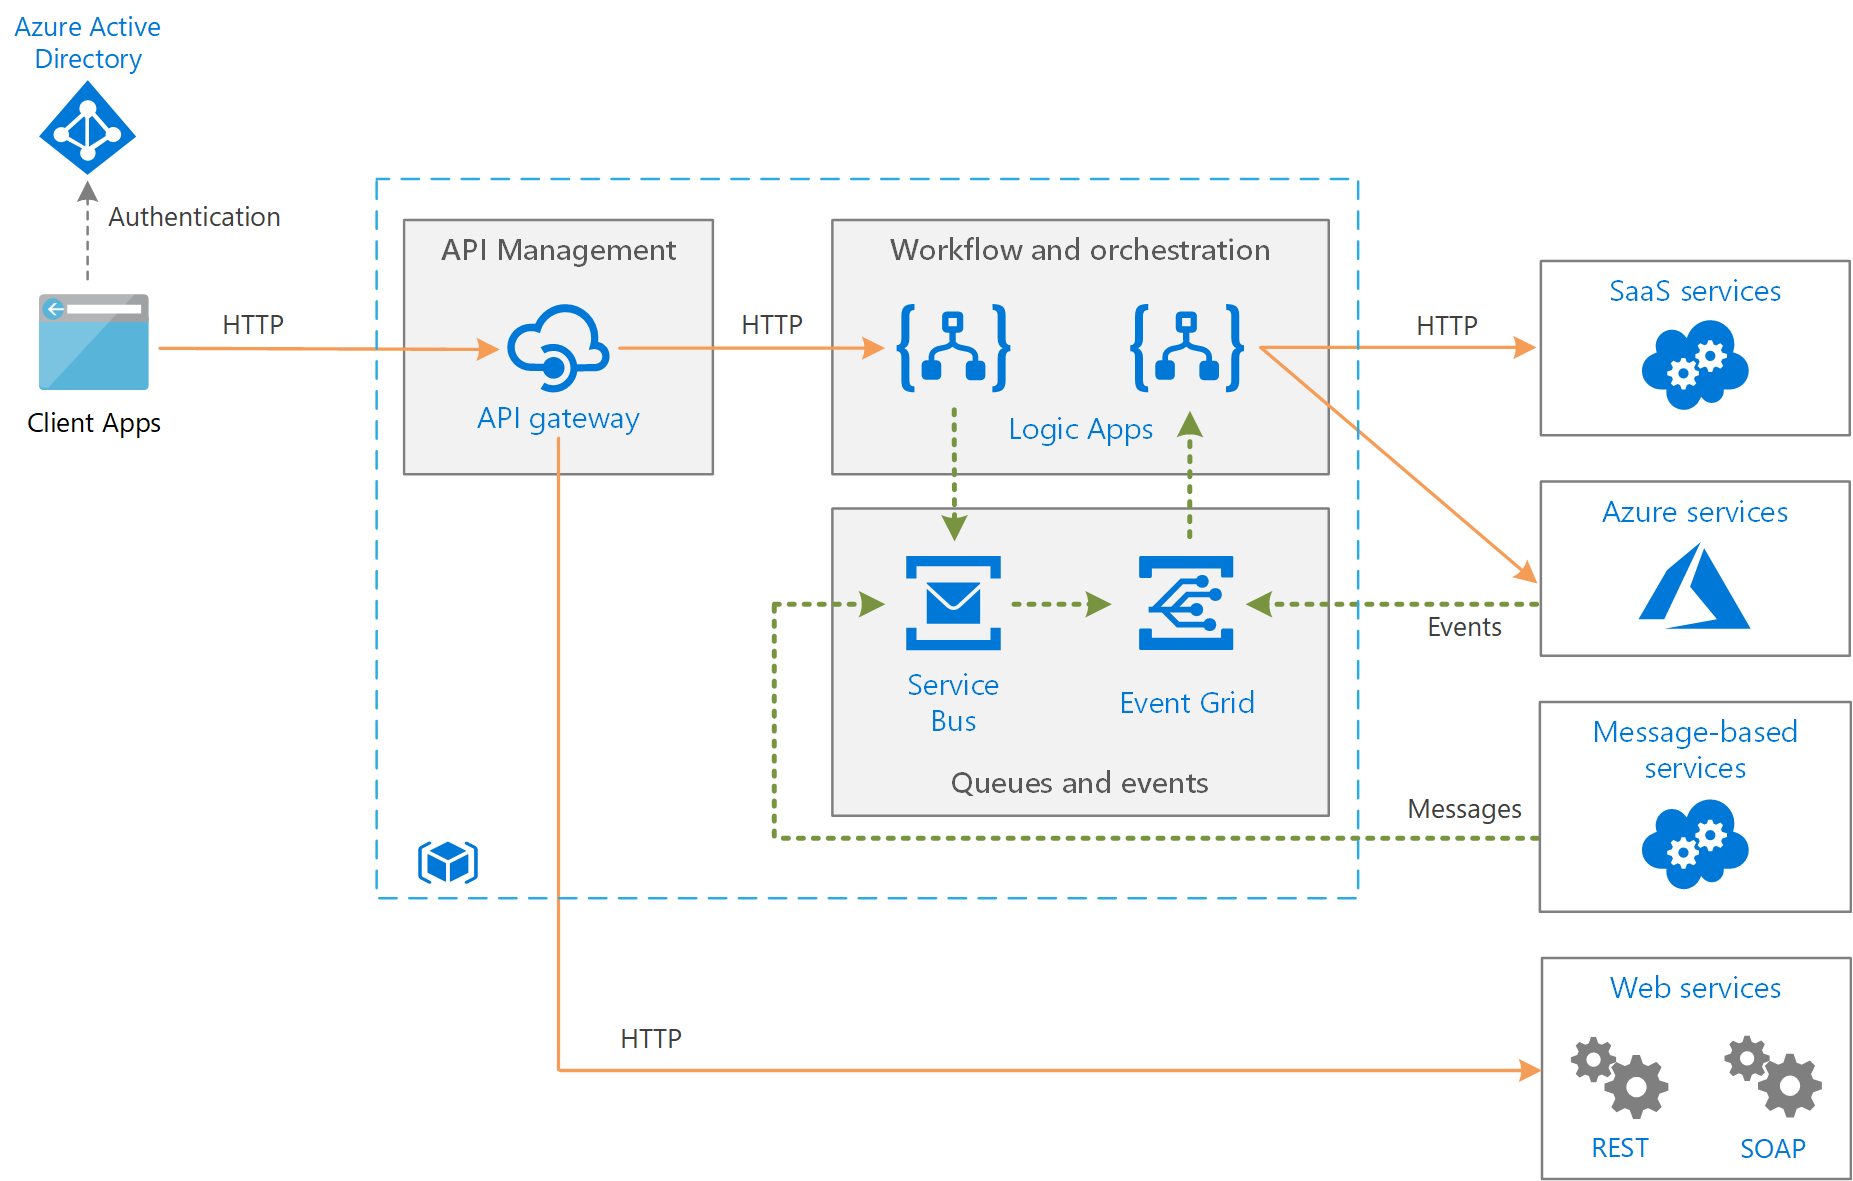 Azure Active
Directory
Authentication
Client Apps
HTTP
API Management
API gateway
HTTP
Workflow and orchestration
Logic Apps
HTTP
SaaS services
Azure services
Events
Service
Bus
Event Grid
Queues and events
Message-based
services
Messages
HTTP
Web services
REST
SOAP